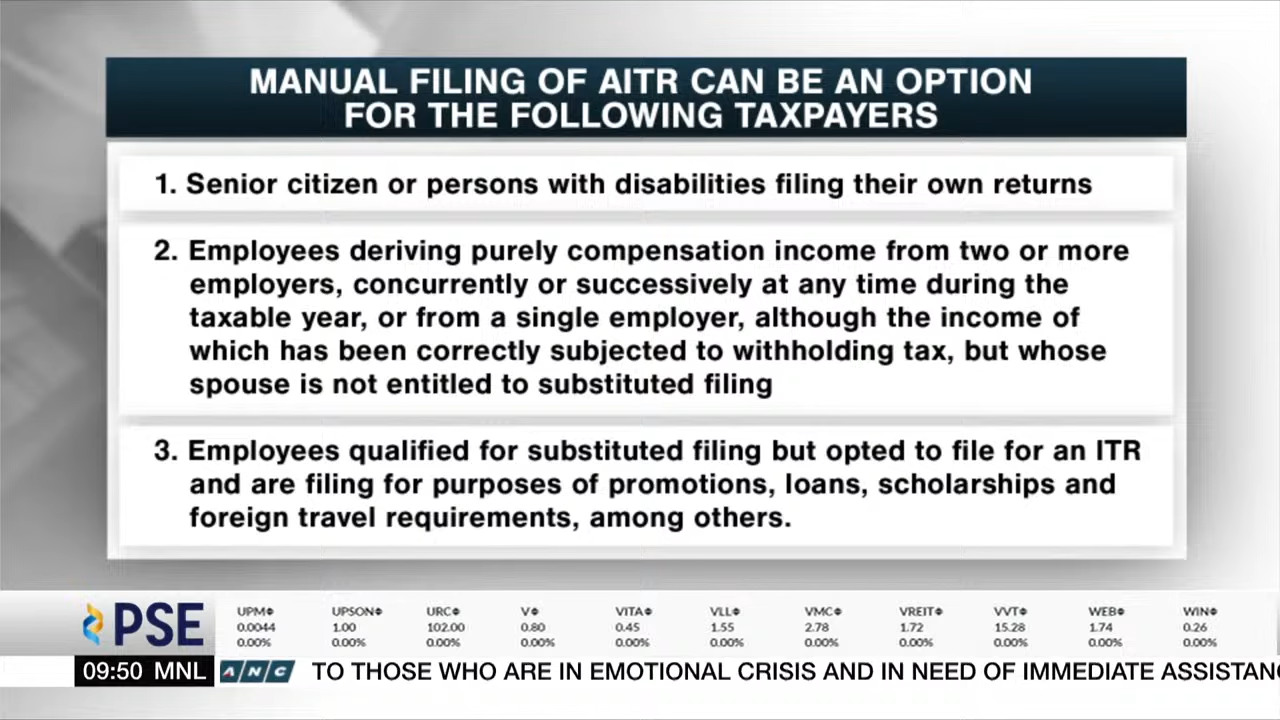 MANUAL FILING OF AITR CAN BE AN OPTION
FOR THE FOLLOWING TAXPAYERS
1. Senior citizen or persons with disabilities filing their own returns
2. Employees deriving purely compensation income from two or more
employers, concurrently or successively at any time during the
taxable year, or from a single employer, although the income of
which has been correctly subjected to withholding tax, but whose
spouse is not entitled to substituted filing
3. Employees qualified for substituted filing but opted to file for an ITR
and are filing for purposes of promotions, loans, scholarships and
foreign travel requirements, among others.
PSE
UPM UPSON URC V VITA VLL VMC VREIT VVT WEB WIN
0.0044 1.00 102.00 0.80 0.45 1.55 2.78 1.72 15.28 1.74 0.26
0.00% 0.00% 0.00% 0.00% 0.00% 0.00% 0.00% 0.00% 0.00% 0.00% 0.00%
09:50 MNL ANC TO THOSE WHO ARE IN EMOTIONAL CRISIS AND IN NEED OF IMMEDIATE ASSISTAN